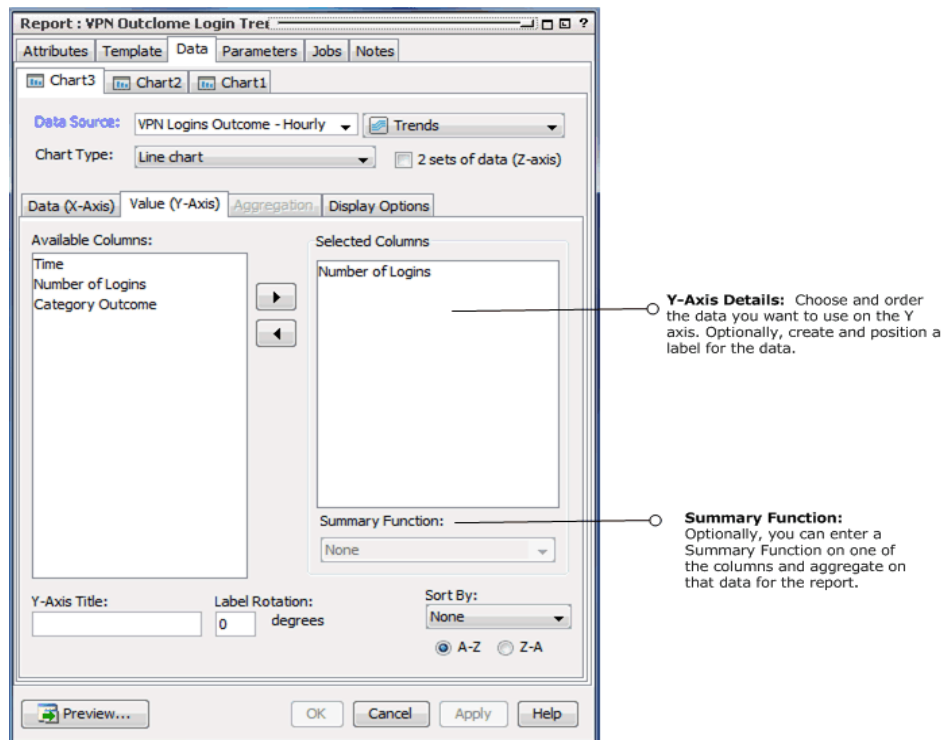 Report : VPN Outclome Login Trei
?
Attributes Template Data Parameters Jobs Notes
Chart3 Chart2 Chart1
Data Source: VPN Logins Outcome - Hourly Trends
Chart Type: Line chart 2 sets of data (Z-axis)
Data (X-Axis) Value (Y-Axis) Aggregation Display Options
Available Columns:
Time
Number of Logins
Category Outcome
Selected Columns
Number of Logins
Y-Axis Details: Choose and order
the data you want to use on the Y
axis. Optionally, create and position a
label for the data.
Summary Function:
None
Summary Function:
Optionally, you can enter a
Summary Function on one of
the columns and aggregate on
that data for the report.
Y-Axis Title: Label Rotation: Sort By:
0 degrees None
A-Z Z-A
Preview... OK Cancel Apply Help